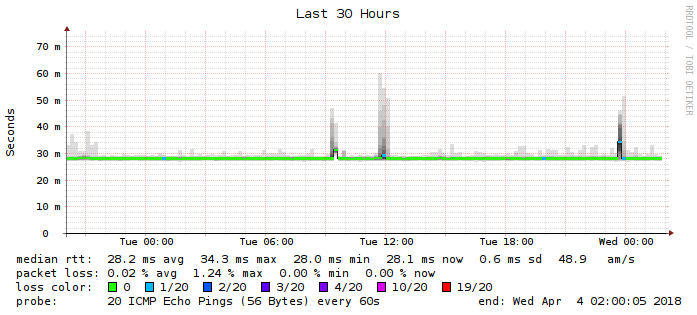 Last 30 Hours
RRDTOOL / TOBI OETIKER
Seconds
70 m
60 m
50 m
40 m
30 m
20 m
10 m
0
Tue 00:00 Tue 06:00 Tue 12:00 Tue 18:00 Wed 00:00
median rtt: 28.2 ms avg 34.3 ms max 28.0 ms min 28.1 ms now 0.6 ms sd 48.9 am/s
packet loss: 0.02 % avg 1.24 % max 0.00 % min 0.00 % now
loss color: 0 1/20 2/20 3/20 4/20 10/20 19/20
probe: 20 ICMP Echo Pings (56 Bytes) every 60s end: Wed Apr 4 02:00:05 2018